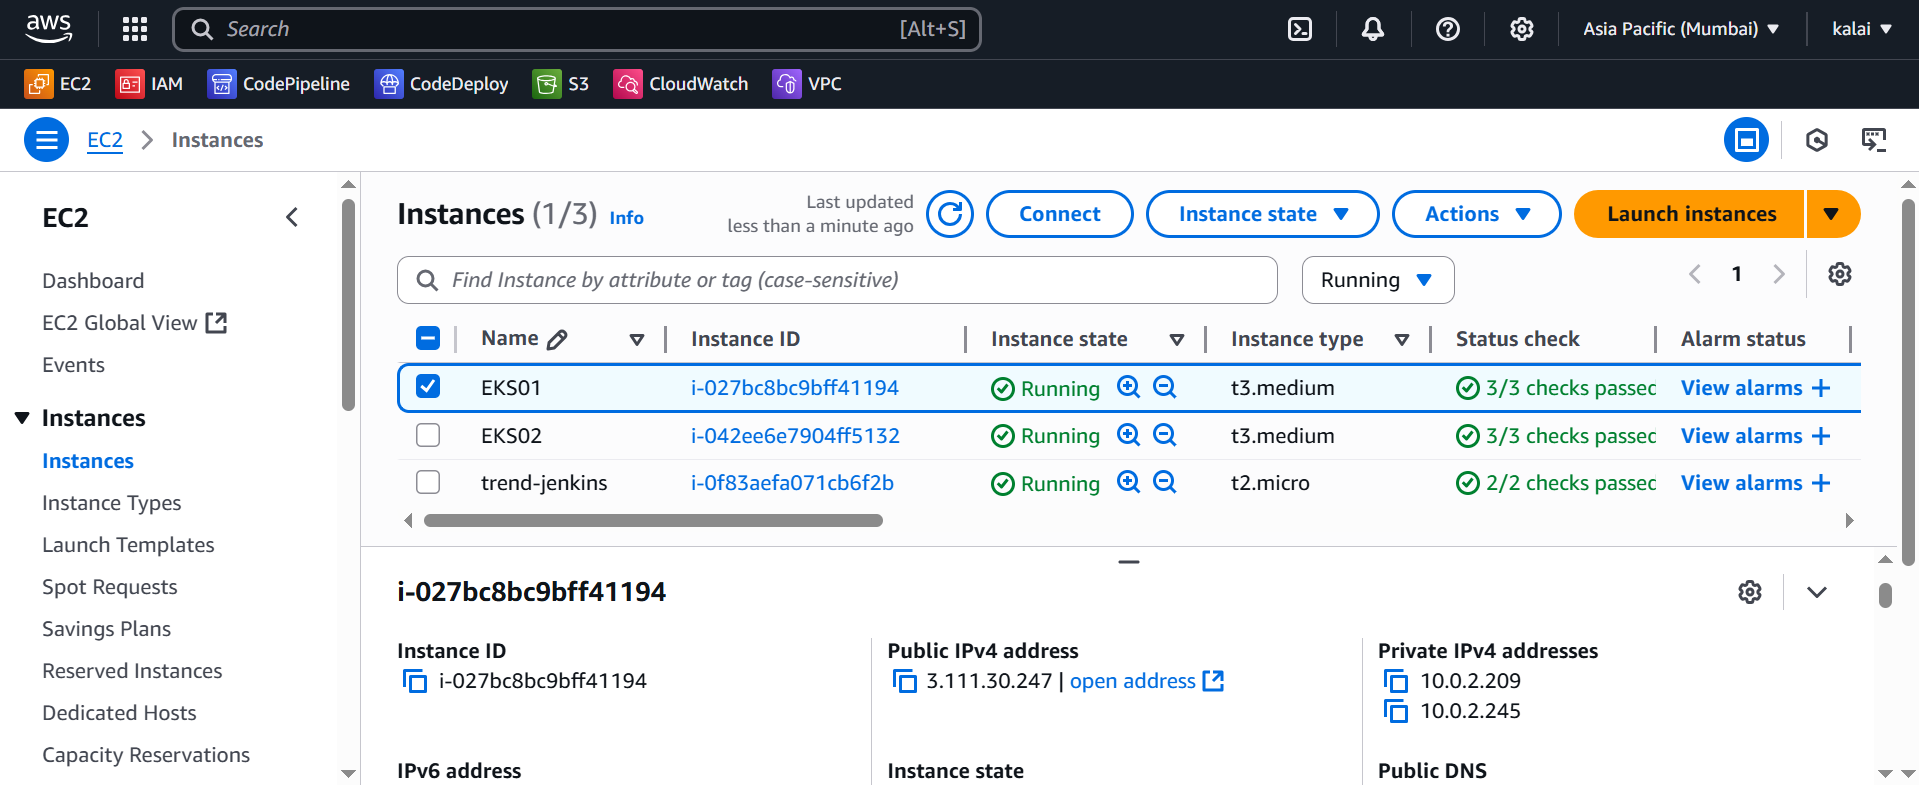 aws
Search [Alt+S]
Asia Pacific (Mumbai)
kalai
EC2 IAM CodePipeline CodeDeploy S3 CloudWatch VPC
EC2 Instances
EC2
Dashboard
EC2 Global View
Events
Instances
Instances
Instance Types
Launch Templates
Spot Requests
Savings Plans
Reserved Instances
Dedicated Hosts
Capacity Reservations
Instances (1/3) Info
Last updated
less than a minute ago
Connect Instance state Actions Launch instances
Find Instance by attribute or tag (case-sensitive)
Running
1
Name Instance ID Instance state Instance type Status check Alarm status
EKS01 i-027bc8bc9bff41194 Running t3.medium 3/3 checks passed View alarms
EKS02 i-042ee6e7904ff5132 Running t3.medium 3/3 checks passed View alarms
trend-jenkins i-0f83aefa071cb6f2b Running t2.micro 2/2 checks passed View alarms
i-027bc8bc9bff41194
Instance ID
i-027bc8bc9bff41194
Public IPv4 address
3.111.30.247 | open address
Private IPv4 addresses
10.0.2.209
10.0.2.245
IPv6 address
Instance state
Public DNS